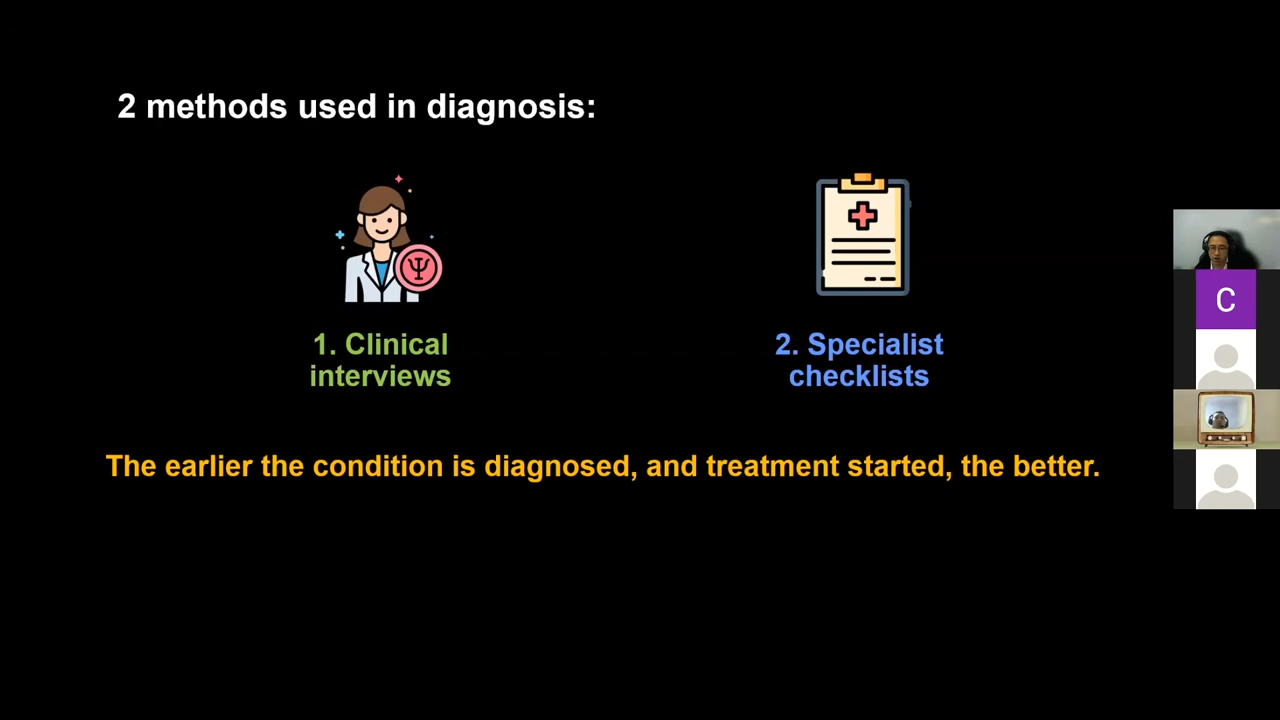 2 methods used in diagnosis:
1. Clinical
interviews
2. Specialist
checklists
The earlier the condition is diagnosed, and treatment started, the better.
C